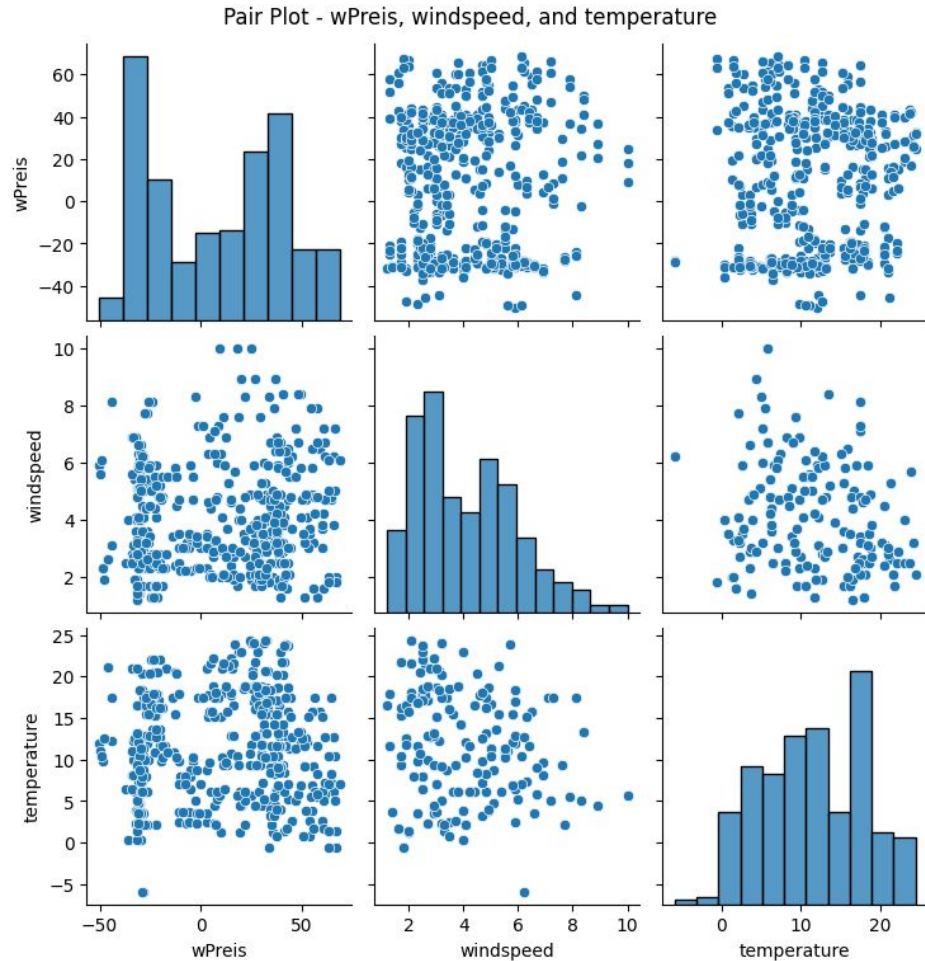 Pair Plot - wPreis, windspeed, and temperature
wPreis
60
40
20
0
−20
−40
windspeed
10
8
6
4
2
temperature
25
20
15
10
5
0
−5
−50 0 50
wPreis
2 4 6 8 10
windspeed
0 10 20
temperature